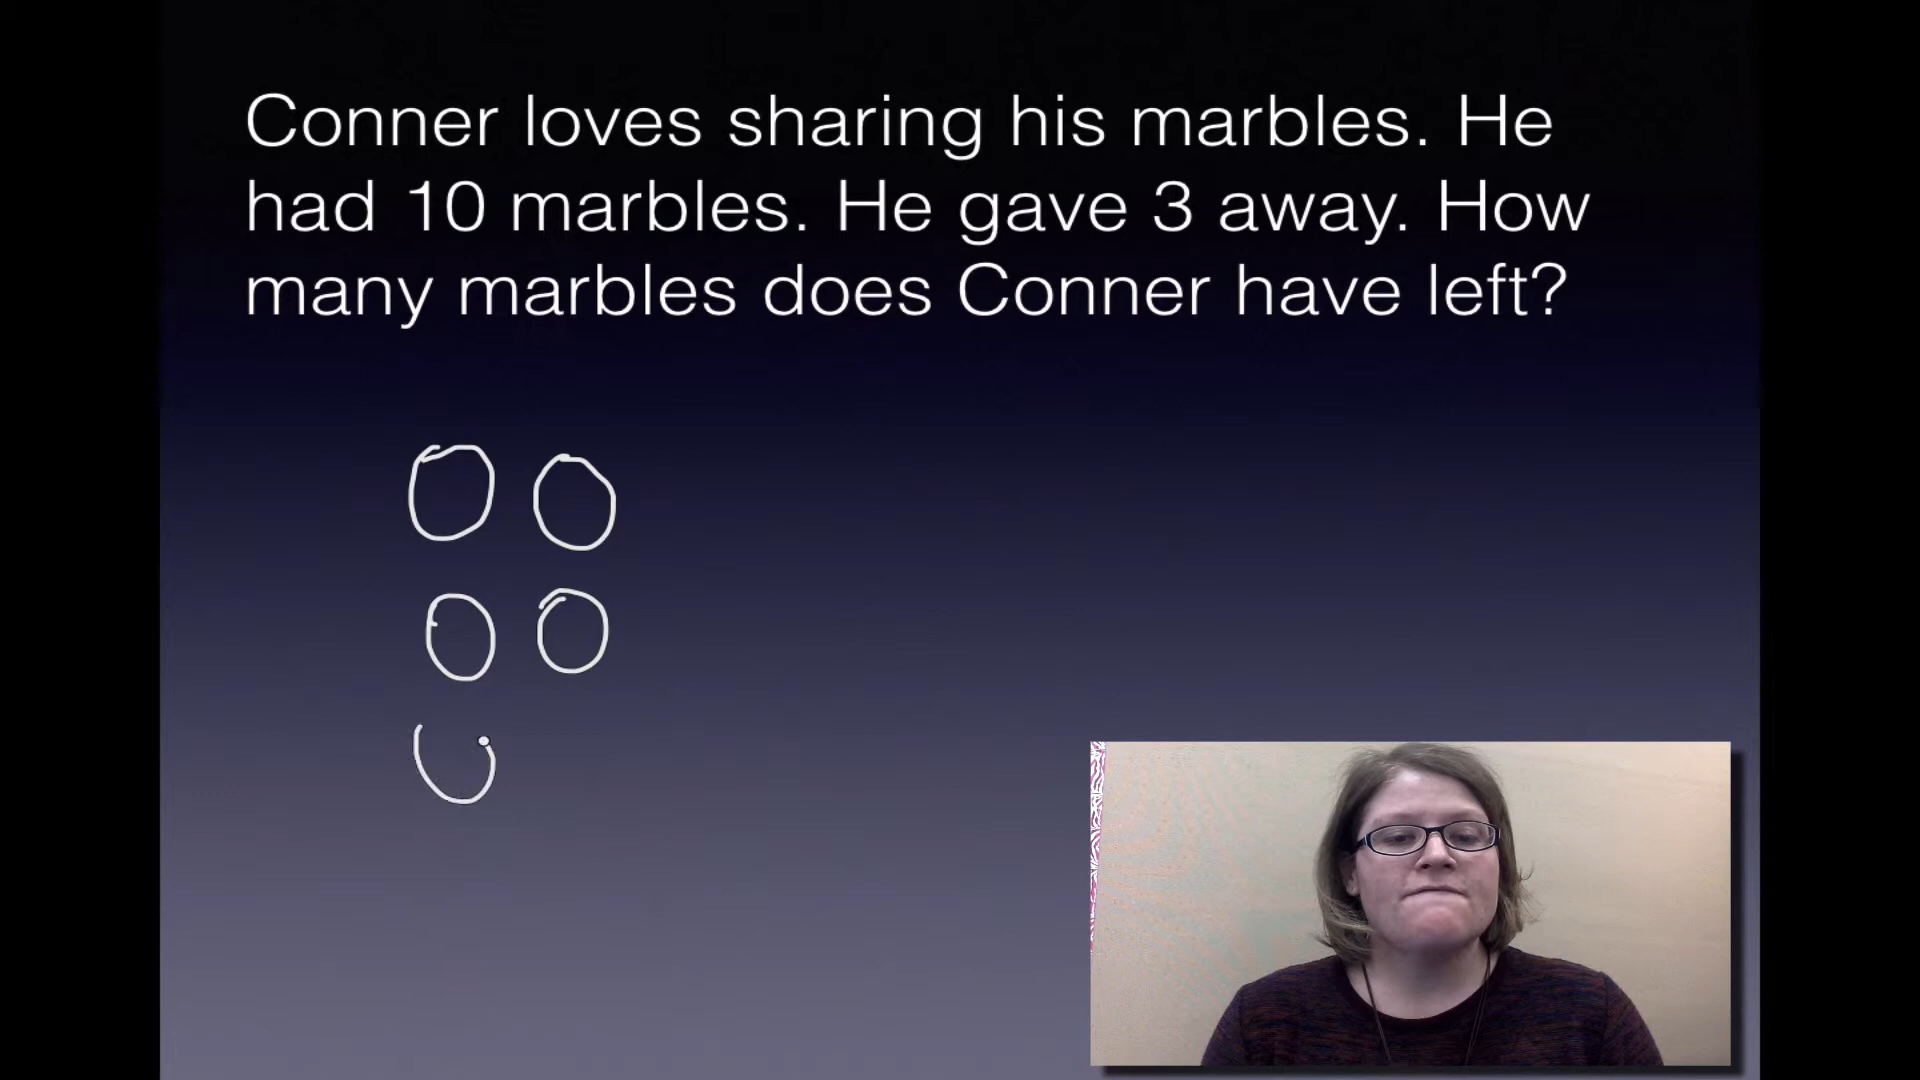 Conner loves sharing his marbles. He
had 10 marbles. He gave 3 away. How
many marbles does Conner have left?